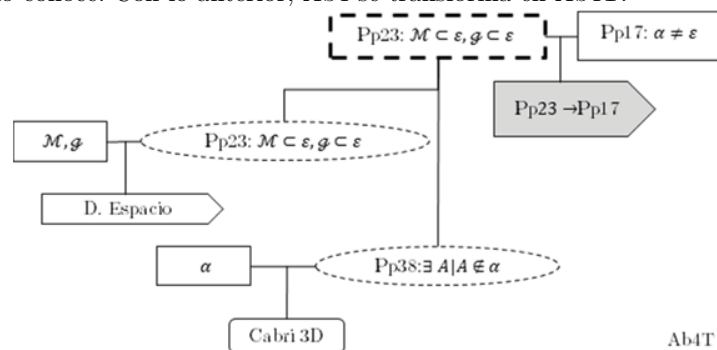 Pp23: ℳ ⊂ ε, ℊ ⊂ ε
Pp17: α ≠ ε
Pp23 →Pp17
ℳ, ℊ
Pp23: ℳ ⊂ ε, ℊ ⊂ ε
D. Espacio
α
Pp38:∃ A|A ∉ α
Cabri 3D
Ab4T